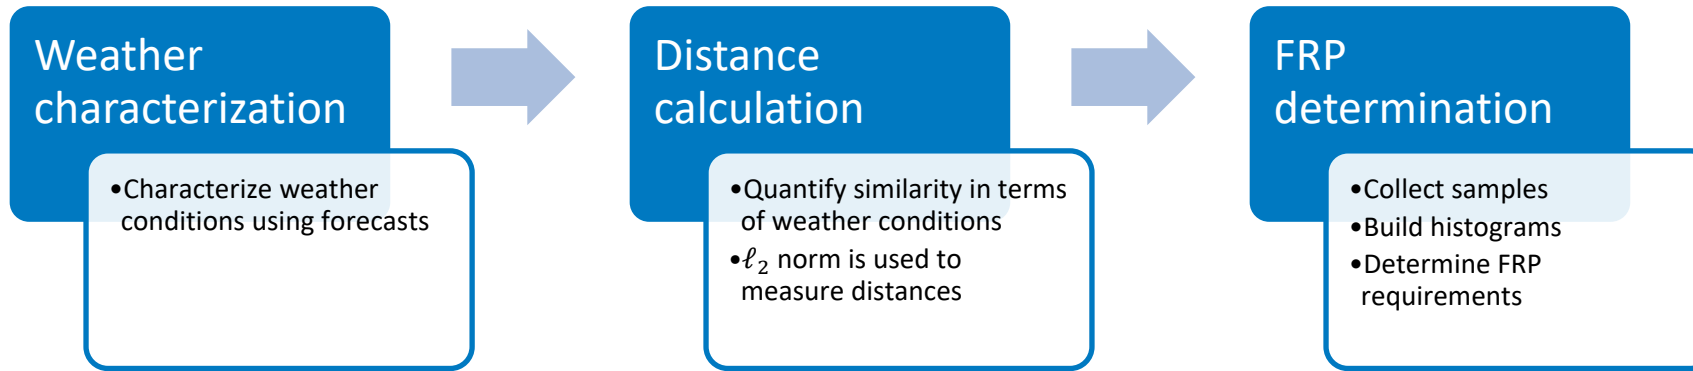 Weather
characterization
•Characterize weather
conditions using forecasts
Distance
calculation
•Quantify similarity in terms
of weather conditions
•ℓ₂ norm is used to
measure distances
FRP
determination
•Collect samples
•Build histograms
•Determine FRP
requirements